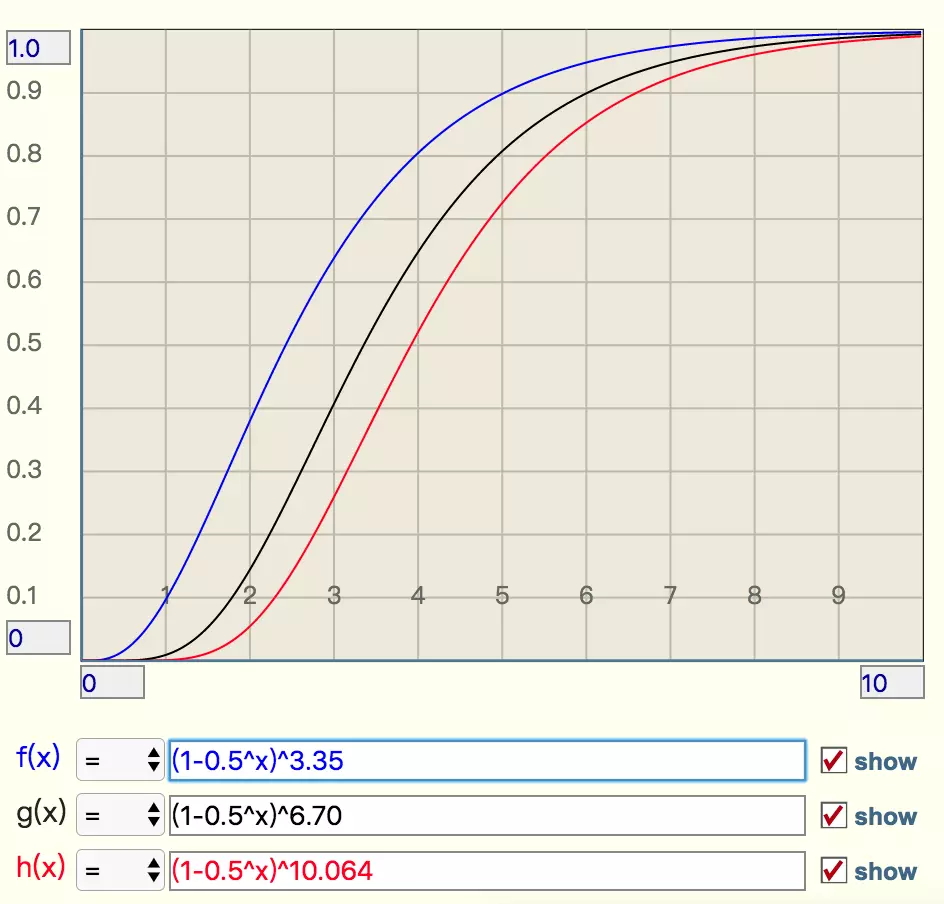 1.0
0.9
0.8
0.7
0.6
0.5
0.4
0.3
0.2
0.1 1 2 3 4 5 6 7 8 9
0
0 10
f(x) = (1-0.5^x)^3.35 show
g(x) = (1-0.5^x)^6.70 show
h(x) = (1-0.5^x)^10.064 show